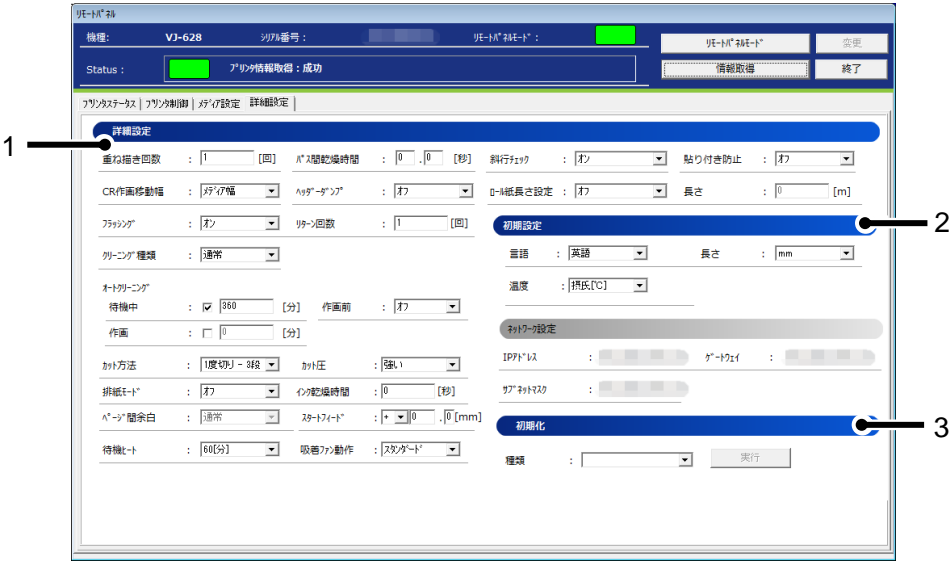 ﾘﾓｰﾄﾊﾟﾈﾙ
機種: VJ-628 ｼﾘｱﾙ番号 : ﾘﾓｰﾄﾊﾟﾈﾙﾓｰﾄﾞ : ﾘﾓｰﾄﾊﾟﾈﾙﾓｰﾄﾞ 変更
Status : ﾌﾟﾘﾝﾀ情報取得 : 成功 情報取得 終了
ﾌﾟﾘﾝﾀｽﾃｰﾀｽ ﾌﾟﾘﾝﾀ制御 ﾒﾃﾞｨｱ設定 詳細設定
1
詳細設定
重ね描き回数 : 1 [回] ﾊﾟｽ間乾燥時間 : 0 . 0 [秒] 斜行ﾁｪｯｸ : ｵﾝ 貼り付き防止 : ｵﾌ
CR作画移動幅 : ﾒﾃﾞｨｱ幅 ﾍｯﾀﾞｰﾀﾞﾝﾌﾟ : ｵﾌ ﾛｰﾙ紙長さ設定 : ｵﾌ 長さ : 0 [m]
ﾌﾗｯｼﾝｸﾞ : ｵﾝ ﾘﾀｰﾝ回数 : 1 [回]
ｸﾘｰﾆﾝｸﾞ種類 : 通常
ｵｰﾄｸﾘｰﾆﾝｸﾞ
待機中 : 360 [分] 作画前 : ｵﾌ
作画 : 0 [分]
ｶｯﾄ方法 : 1度切り - 3段 ｶｯﾄ圧 : 強い
排紙ﾓｰﾄﾞ : ｵﾌ ｲﾝｸ乾燥時間 : 0 [秒]
ﾍﾟｰｼﾞ間余白 : 通常 ｽﾀｰﾄﾌｨｰﾄﾞ : + 0 . 0 [mm]
待機ﾋｰﾄ : 60[分] 吸着ﾌｧﾝ動作 : ｽﾀﾝﾀﾞｰﾄﾞ
2
初期設定
言語 : 英語 長さ : mm
温度 : 摂氏[℃]
ﾈｯﾄﾜｰｸ設定
IPｱﾄﾞﾚｽ : ｹﾞｰﾄｳｪｲ :
ｻﾌﾞﾈｯﾄﾏｽｸ :
3
初期化
種類 : 実行